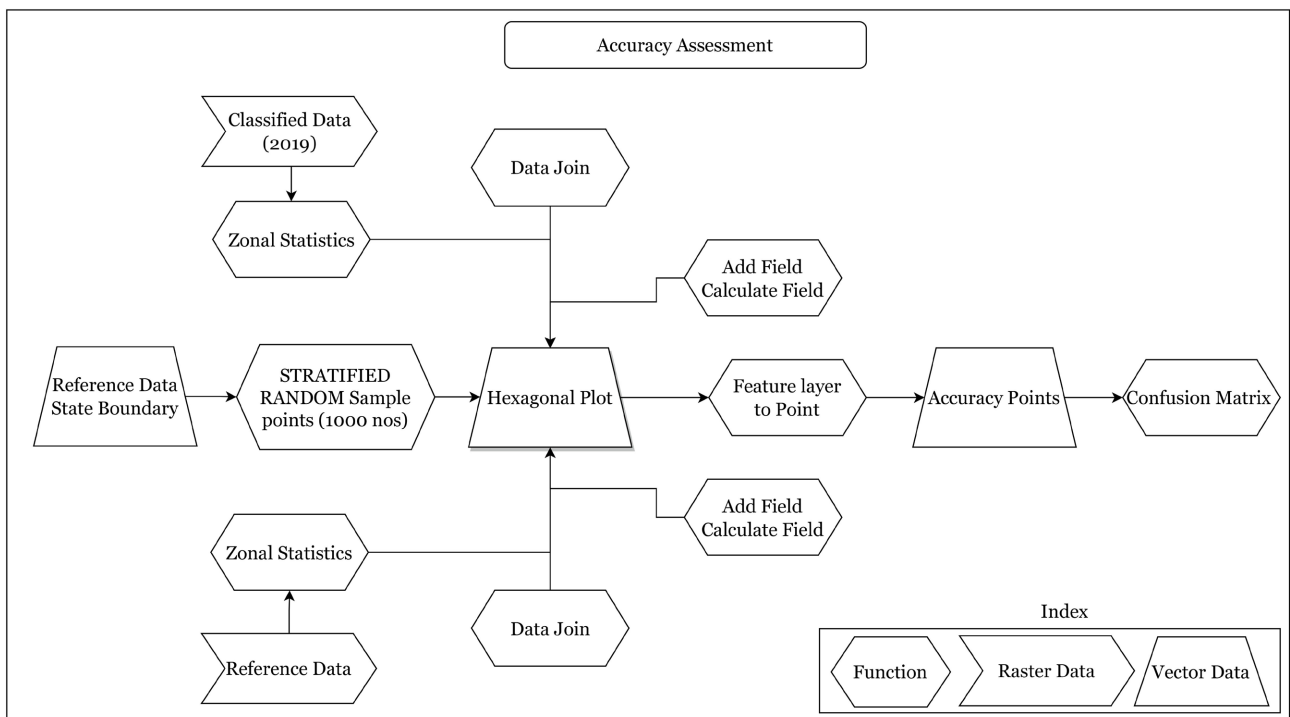 Accuracy Assessment
Classified Data
(2019)
Data Join
Zonal Statistics
Add Field
Calculate Field
Reference Data
State Boundary
STRATIFIED
RANDOM Sample
points (1000 nos)
Hexagonal Plot
Feature layer
to Point
Accuracy Points
Confusion Matrix
Add Field
Calculate Field
Zonal Statistics
Data Join
Reference Data
Index
Function
Raster Data
Vector Data